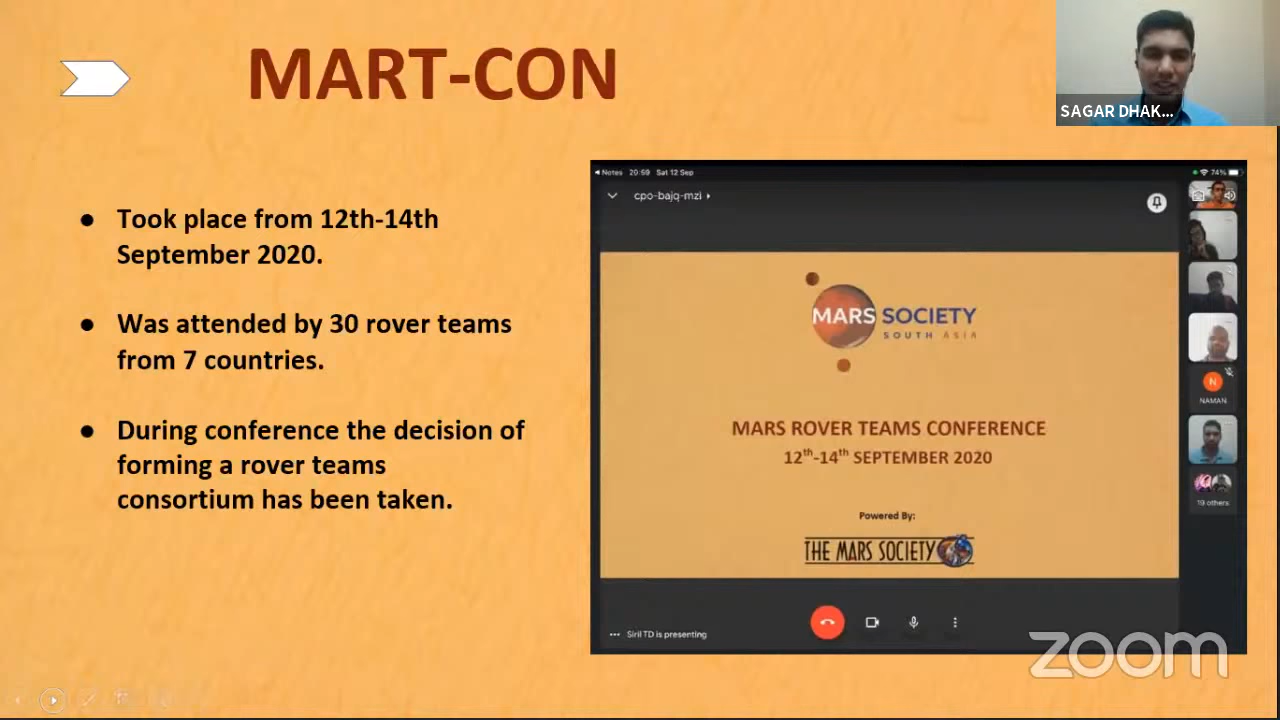 MART-CON
SAGAR DHAK...
● Took place from 12th-14th
September 2020.
● Was attended by 30 rover teams
from 7 countries.
● During conference the decision of
forming a rover teams
consortium has been taken.
Notes 20:59 Sat 12 Sep
74%
cpo-bajq-mzi
MARS SOCIETY
SOUTH ASIA
MARS ROVER TEAMS CONFERENCE
12th-14th SEPTEMBER 2020
Powered By:
THE MARS SOCIETY
N
NAMAN
19 others
Siril TD is presenting
zoom